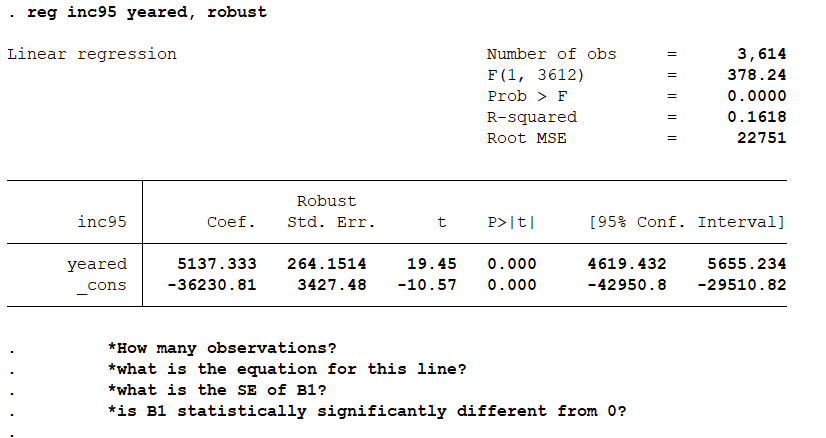 . reg inc95 yeared, robust
Linear regression Number of obs = 3,614
F(1, 3612) = 378.24
Prob > F = 0.0000
R-squared = 0.1618
Root MSE = 22751
Robust
inc95 Coef. Std. Err. t P>|t| [95% Conf. Interval]
yeared 5137.333 264.1514 19.45 0.000 4619.432 5655.234
_cons -36230.81 3427.48 -10.57 0.000 -42950.8 -29510.82
. *How many observations?
. *what is the equation for this line?
. *what is the SE of B1?
. *is B1 statistically significantly different from 0?
.